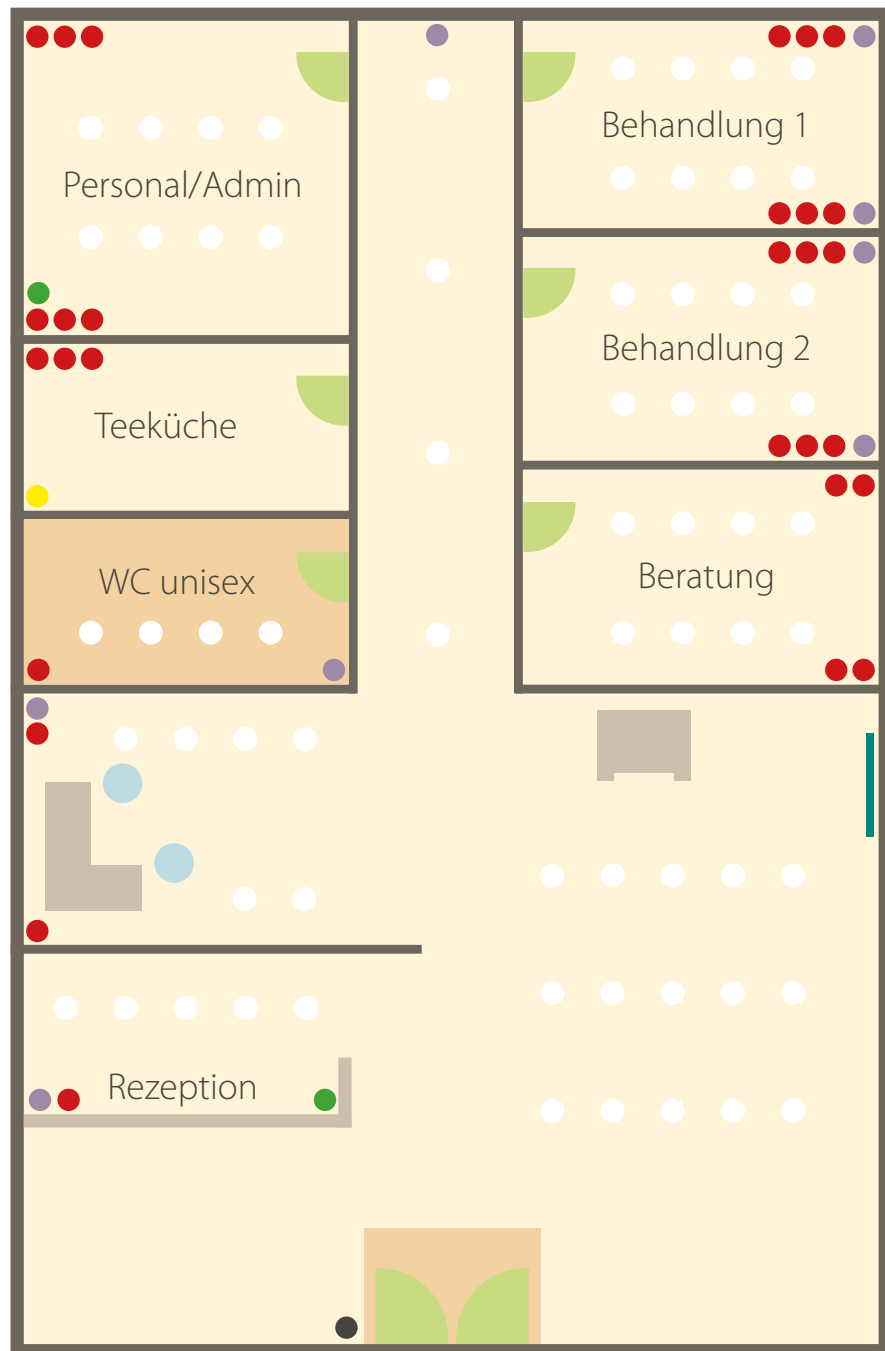 Behandlung 1
Personal/Admin
Behandlung 2
Teeküche
WC unisex
Beratung
Rezeption